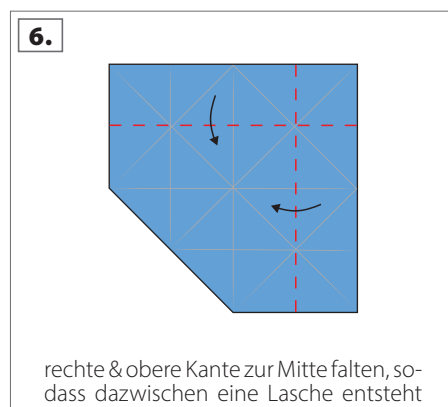 6.
rechte & obere Kante zur Mitte falten, so-
dass dazwischen eine Lasche entsteht